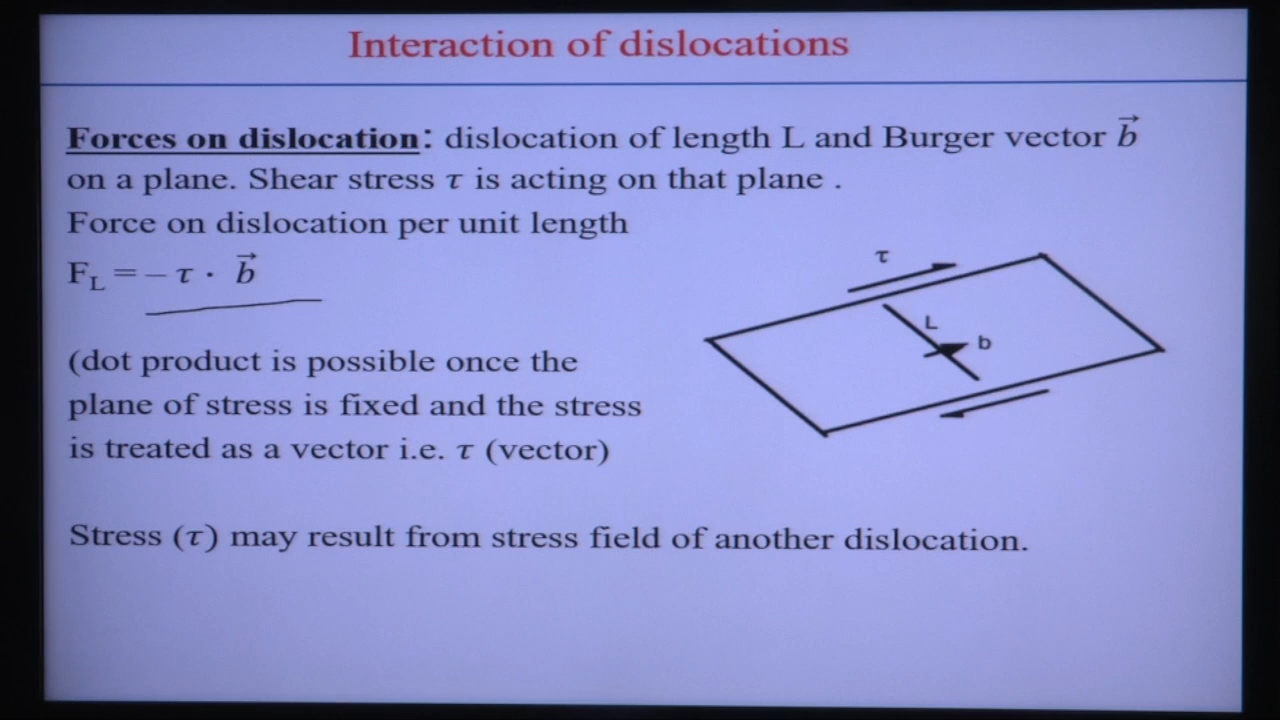 Interaction of dislocations
Forces on dislocation: dislocation of length L and Burger vector b⃗
on a plane. Shear stress τ is acting on that plane .
Force on dislocation per unit length
F_L = − τ · b⃗
τ
L
b
(dot product is possible once the
plane of stress is fixed and the stress
is treated as a vector i.e. τ (vector)
Stress (τ) may result from stress field of another dislocation.